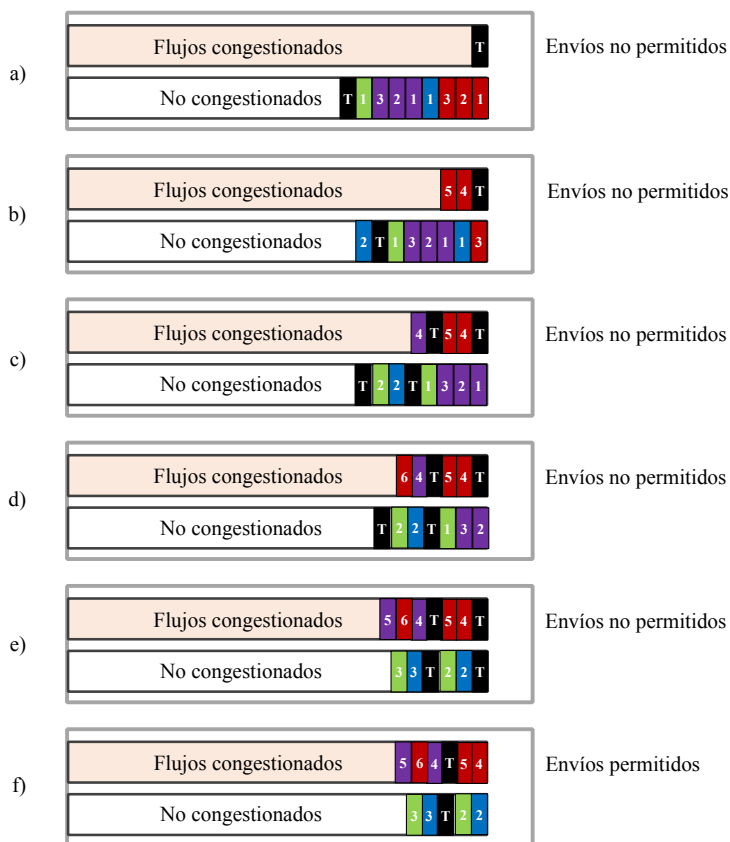 Flujos congestionados T Envíos no permitidos
a)
No congestionados T 1 3 2 1 1 3 2 1
Flujos congestionados 5 4 T Envíos no permitidos
b)
No congestionados 2 T 1 3 2 1 1 3
Flujos congestionados 4 T 5 4 T Envíos no permitidos
c)
No congestionados T 2 2 T 1 3 2 1
Flujos congestionados 6 4 T 5 4 T Envíos no permitidos
d)
No congestionados T 2 2 T 1 3 2
Flujos congestionados 5 6 4 T 5 4 T Envíos no permitidos
e)
No congestionados 3 3 T 2 2 T
Flujos congestionados 5 6 4 T 5 4 Envíos permitidos
f)
No congestionados 3 3 T 2 2